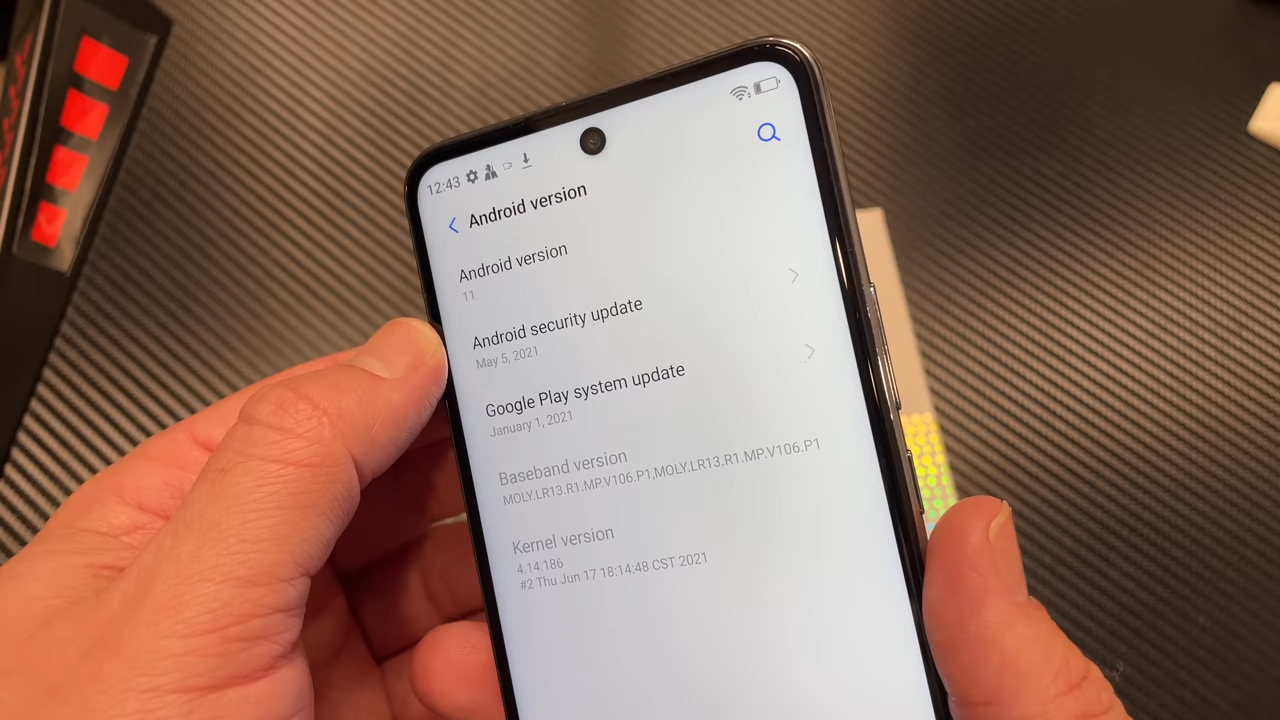 12:43
Android version
Android version
11
Android security update
May 5, 2021
Google Play system update
January 1, 2021
Baseband version
MOLY.LR13.R1.MP.V106.P1,MOLY.LR13.R1.MP.V106.P1
Kernel version
4.14.186
#2 Thu Jun 17 18:14:48 CST 2021